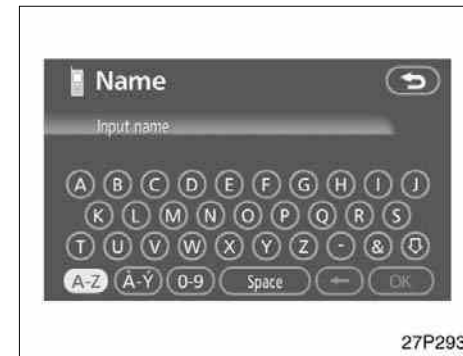 Name
Input name
A B C D E F G H I J
K L M N O P Q R S
T U V W X Y Z - &
A-Z À-Ý 0-9 Space ← OK
27P293